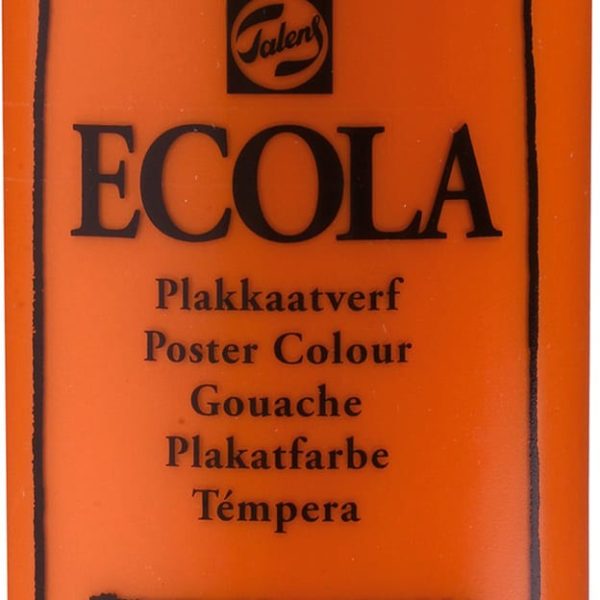 Talens
ECOLA
Plakkaatverf
Poster Colour
Gouache
Plakatfarbe
Témpera